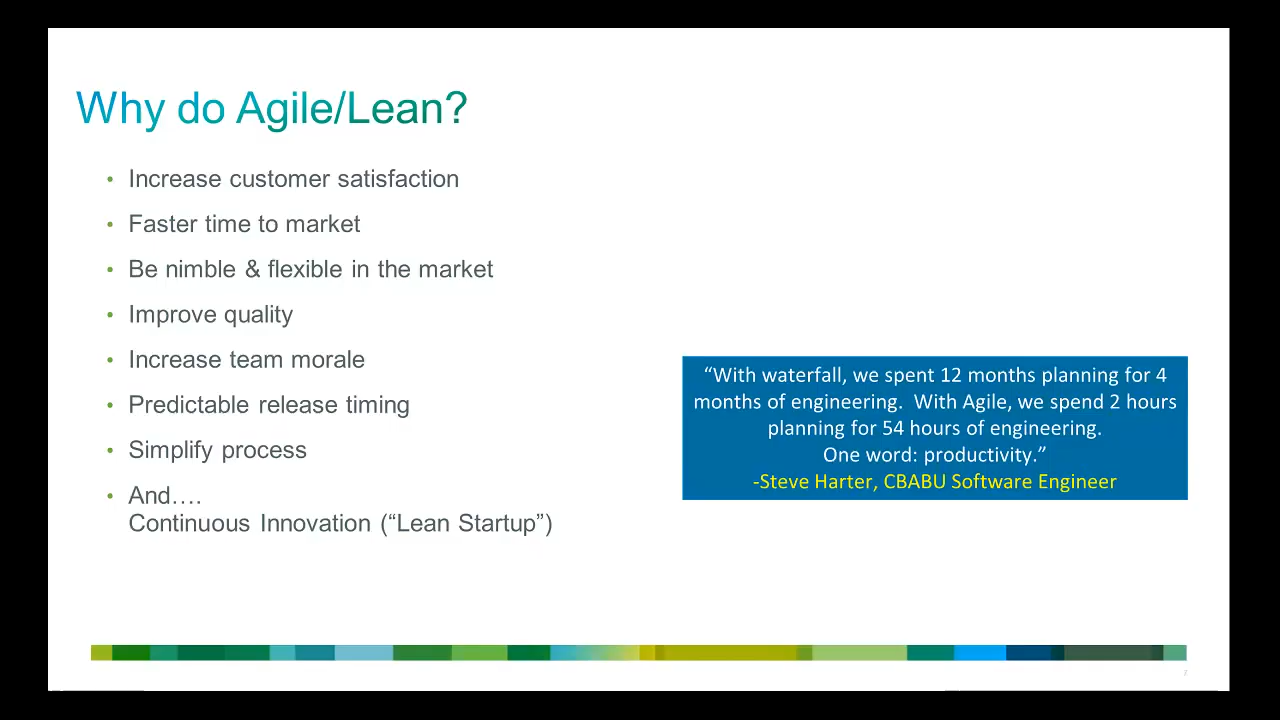 Why do Agile/Lean?
• Increase customer satisfaction
• Faster time to market
• Be nimble & flexible in the market
• Improve quality
• Increase team morale
• Predictable release timing
• Simplify process
• And….
Continuous Innovation (“Lean Startup”)
“With waterfall, we spent 12 months planning for 4
months of engineering.  With Agile, we spend 2 hours
planning for 54 hours of engineering.
One word: productivity.”
-Steve Harter, CBABU Software Engineer
7